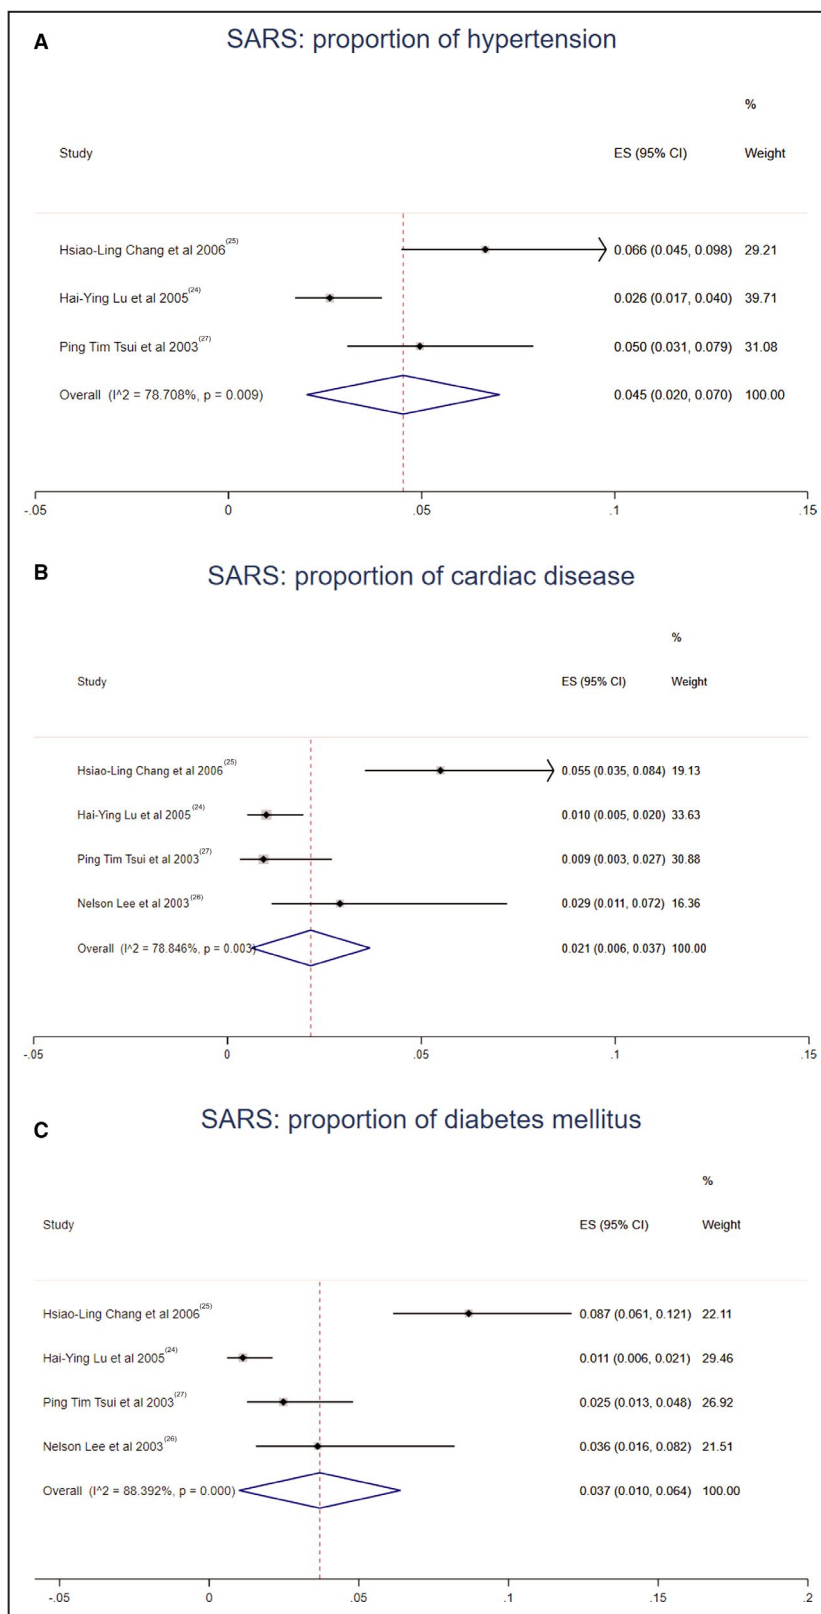 A
SARS: proportion of hypertension
%
Study ES (95% CI) Weight
Hsiao-Ling Chang et al 2006(25) 0.066 (0.045, 0.098) 29.21
Hai-Ying Lu et al 2005(24) 0.026 (0.017, 0.040) 39.71
Ping Tim Tsui et al 2003(27) 0.050 (0.031, 0.079) 31.08
Overall (I^2 = 78.708%, p = 0.009) 0.045 (0.020, 0.070) 100.00
-.05 0 .05 .1 .15
B
SARS: proportion of cardiac disease
%
Study ES (95% CI) Weight
Hsiao-Ling Chang et al 2006(25) 0.055 (0.035, 0.084) 19.13
Hai-Ying Lu et al 2005(24) 0.010 (0.005, 0.020) 33.63
Ping Tim Tsui et al 2003(27) 0.009 (0.003, 0.027) 30.88
Nelson Lee et al 2003(26) 0.029 (0.011, 0.072) 16.36
Overall (I^2 = 78.846%, p = 0.003) 0.021 (0.006, 0.037) 100.00
-.05 0 .05 .1 .15
C
SARS: proportion of diabetes mellitus
%
Study ES (95% CI) Weight
Hsiao-Ling Chang et al 2006(25) 0.087 (0.061, 0.121) 22.11
Hai-Ying Lu et al 2005(24) 0.011 (0.006, 0.021) 29.46
Ping Tim Tsui et al 2003(27) 0.025 (0.013, 0.048) 26.92
Nelson Lee et al 2003(26) 0.036 (0.016, 0.082) 21.51
Overall (I^2 = 88.392%, p = 0.000) 0.037 (0.010, 0.064) 100.00
-.05 0 .05 .1 .15 .2